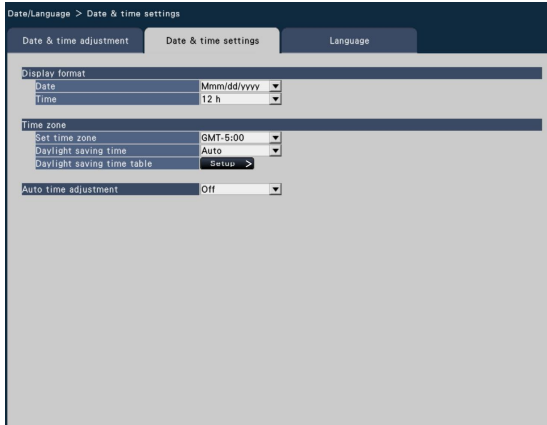 Date/Language > Date & time settings
Date & time adjustment Date & time settings Language
Display format
Date Mmm/dd/yyyy
Time 12 h
Time zone
Set time zone GMT-5:00
Daylight saving time Auto
Daylight saving time table Setup >
Auto time adjustment Off